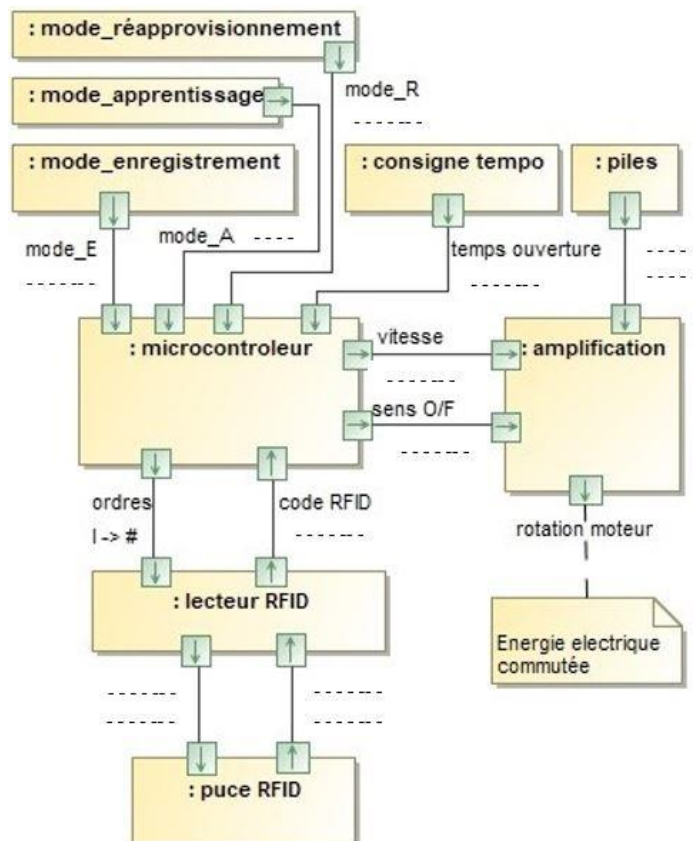 : mode_réapprovisionnement
: mode_apprentissage
mode_R
: mode_enregistrement
: consigne tempo
: piles
mode_E
mode_A
temps ouverture
: microcontroleur
vitesse
: amplification
sens O/F
ordres
code RFID
I -> #
rotation moteur
: lecteur RFID
Energie electrique
commutée
: puce RFID